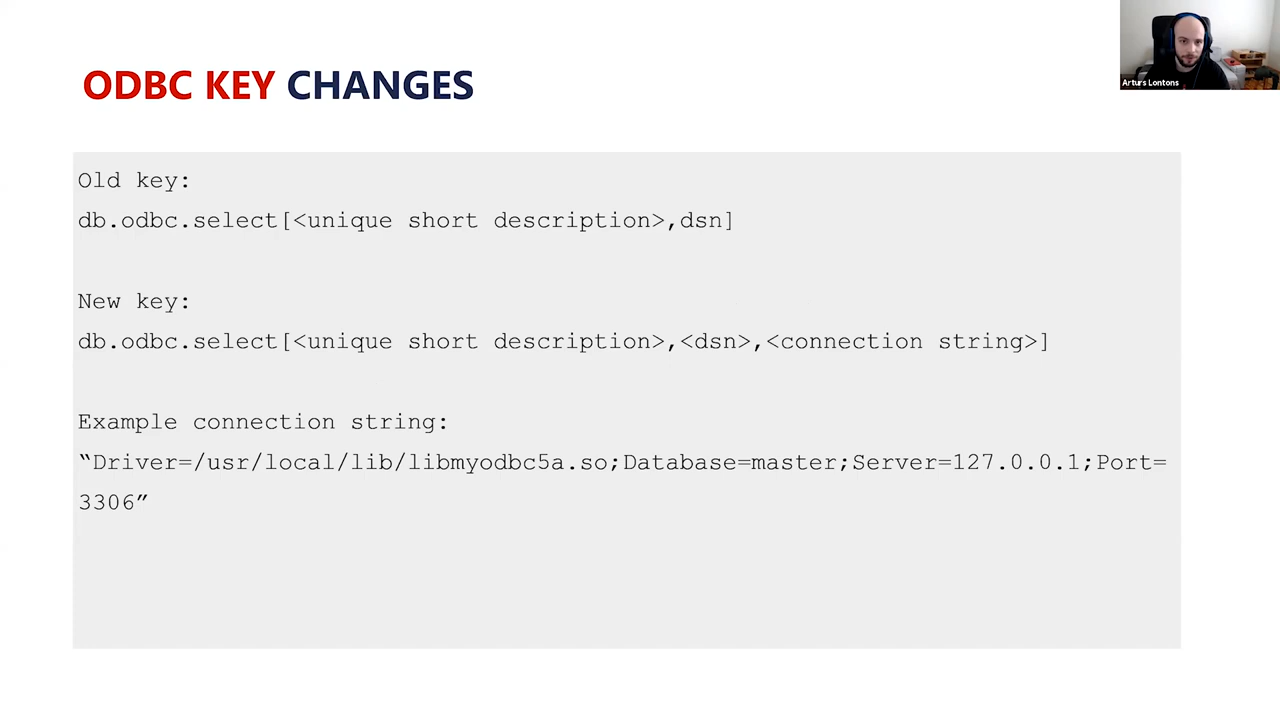 Arturs Lontons
ODBC KEY CHANGES
Old key:
db.odbc.select[<unique short description>,dsn]
New key:
db.odbc.select[<unique short description>,<dsn>,<connection string>]
Example connection string:
“Driver=/usr/local/lib/libmyodbc5a.so;Database=master;Server=127.0.0.1;Port=
3306”